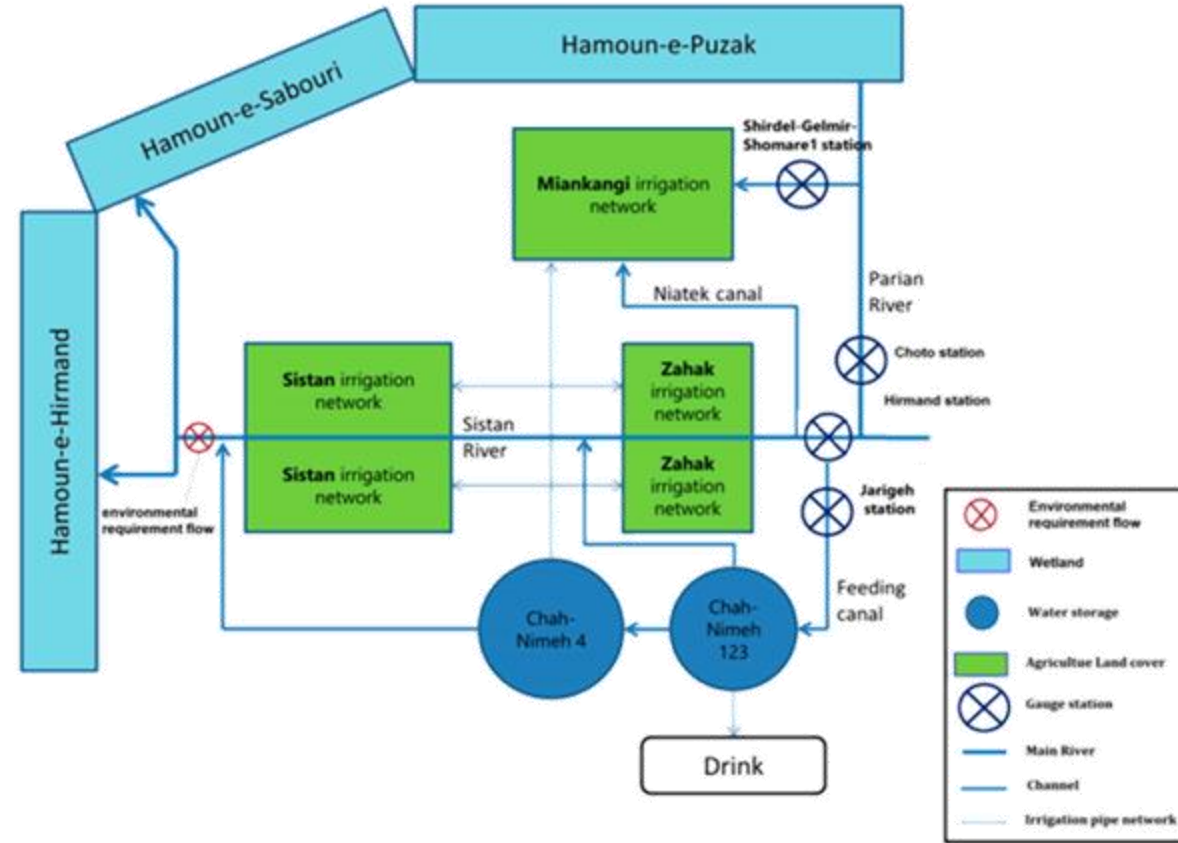 Hamoun-e-Puzak
Hamoun-e-Sabouri
Shirdel-Gelmir-
Shomare1 station
Miankangi irrigation
network
Parian
River
Niatek canal
Choto station
Hirmand station
Hamoun-e-Hirmand
Sistan irrigation
network
Zahak
irrigation
network
Sistan
River
Sistan irrigation
network
Zahak
irrigation
network
Jarigeh
station
environmental
requirement flow
Feeding
canal
Chah-
Nimeh 4
Chah-
Nimeh
123
Drink
Environmental
requirement flow
Wetland
Water storage
Agricultue Land cover
Gauge station
Main River
Channel
Irrigation pipe network